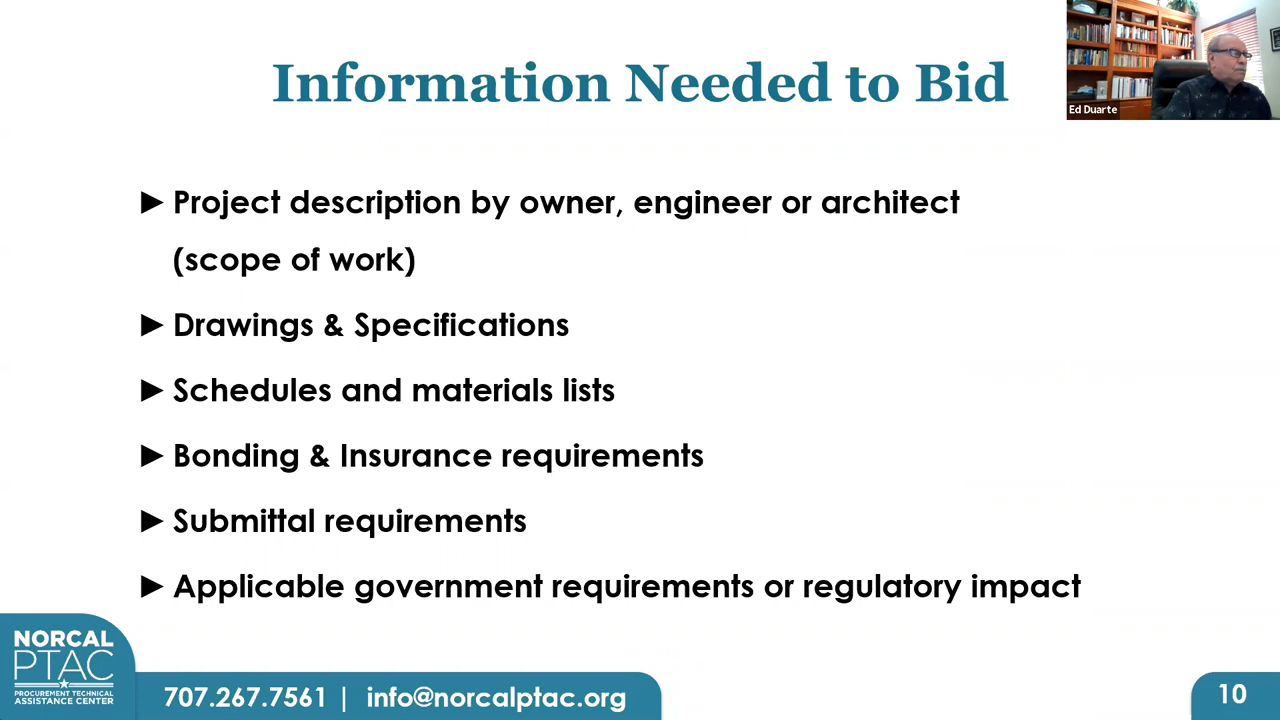 Information Needed to Bid
Ed Duarte
► Project description by owner, engineer or architect
(scope of work)
► Drawings & Specifications
► Schedules and materials lists
► Bonding & Insurance requirements
► Submittal requirements
► Applicable government requirements or regulatory impact
NORCAL
PTAC
PROCUREMENT TECHNICAL
ASSISTANCE CENTER
707.267.7561 | info@norcalptac.org
10